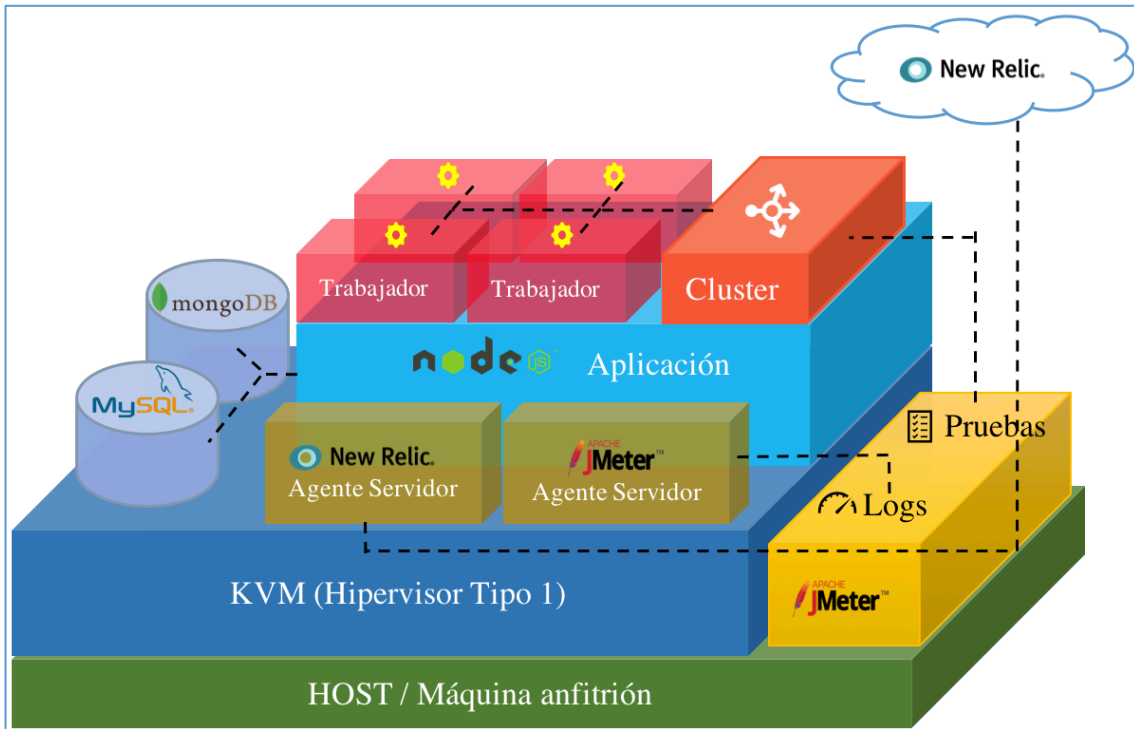 New Relic.
Trabajador
Trabajador
Cluster
mongoDB
node JS™
Aplicación
MySQL®
Pruebas
New Relic.
Agente Servidor
APACHE
JMeter™
Agente Servidor
Logs
KVM (Hipervisor Tipo 1)
APACHE
JMeter™
HOST / Máquina anfitrión